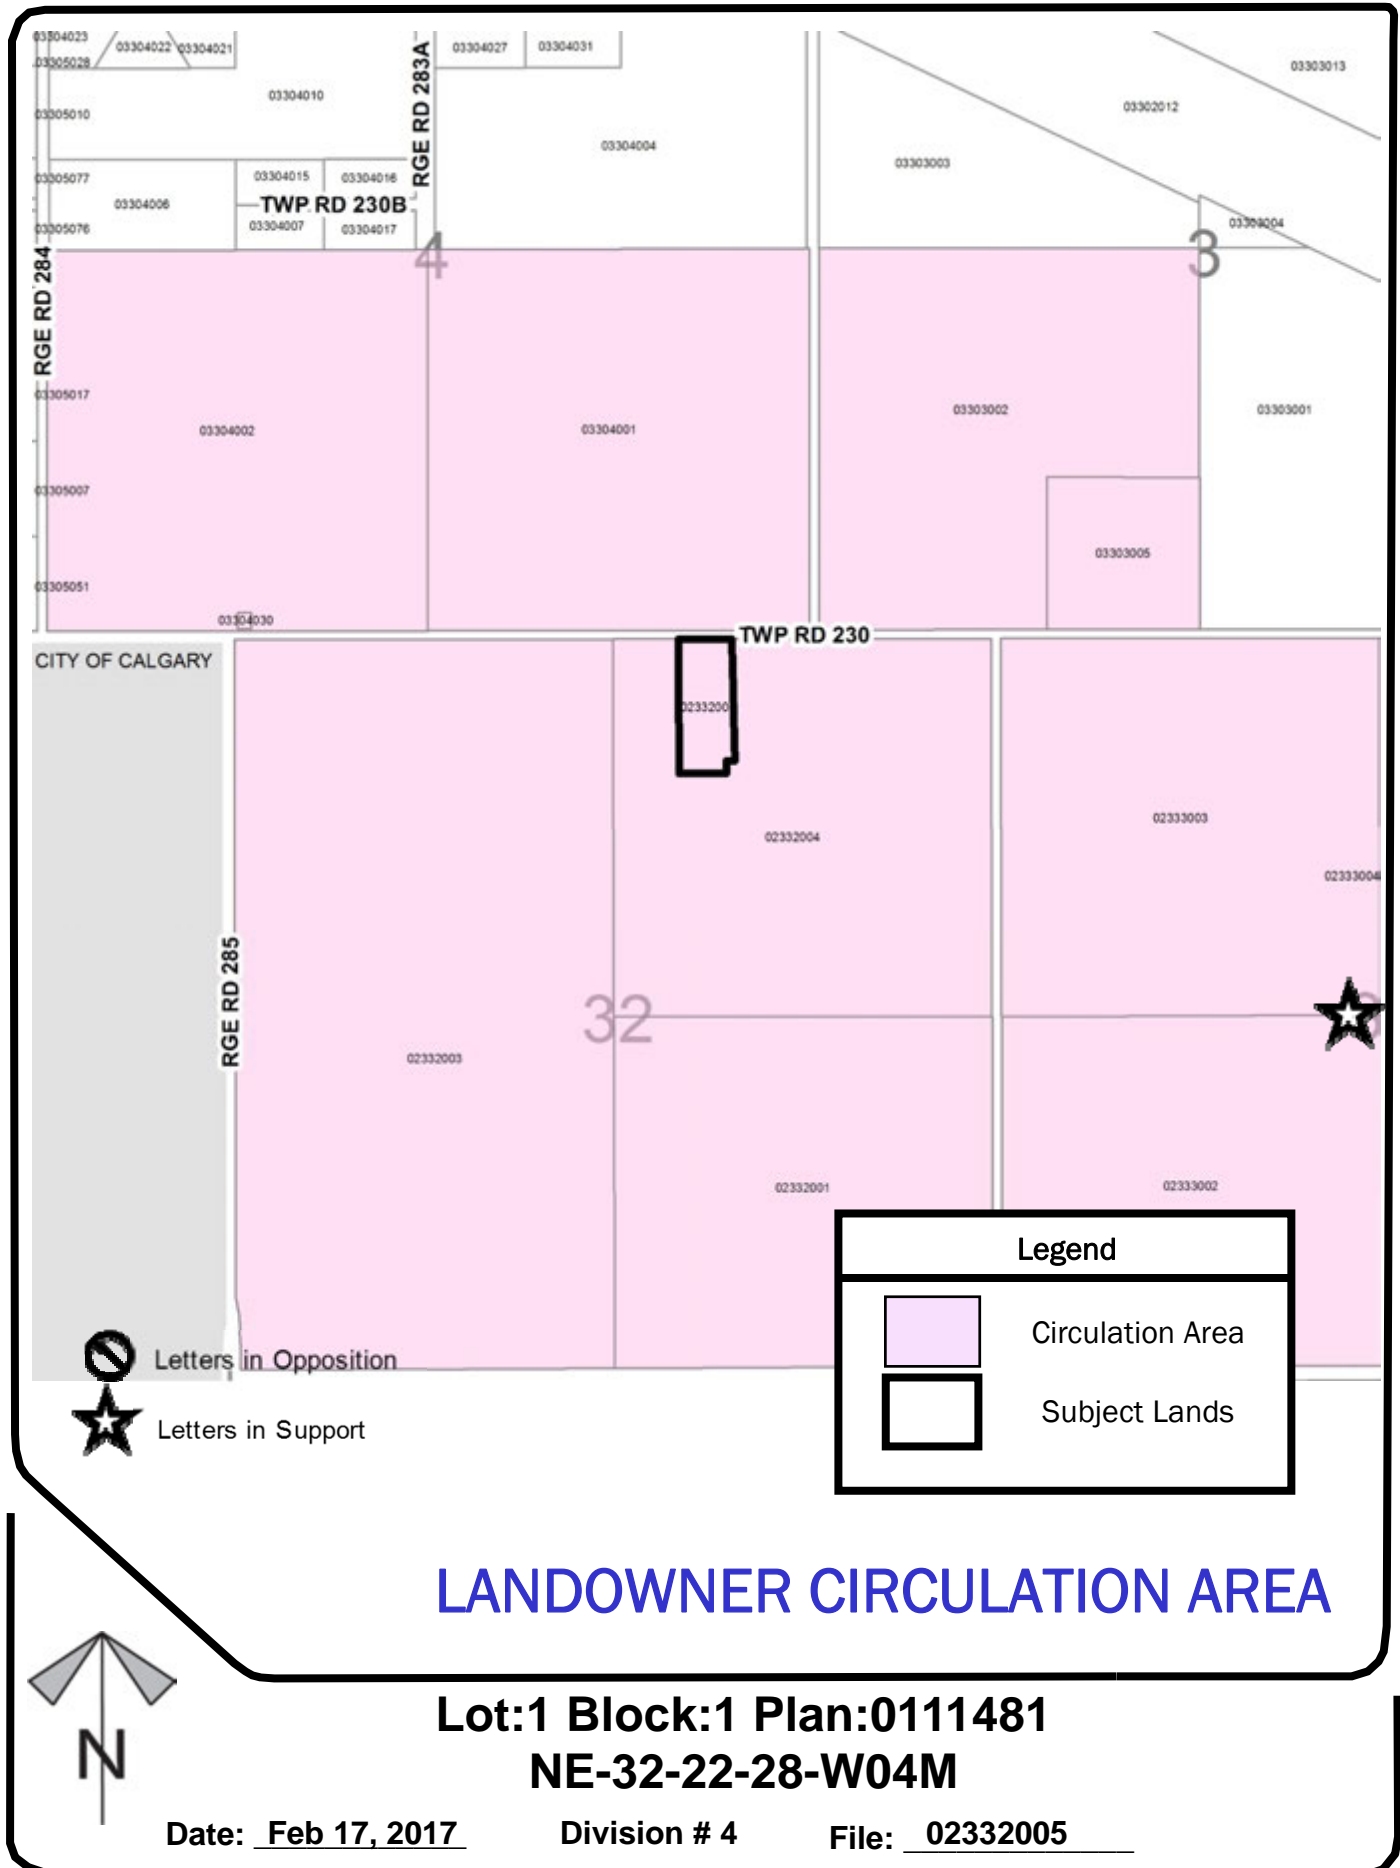 03304023
03304022
03304021
03304027
03304031
03305028
03303013
03304010
03302012
03305010
RGE RD 283A
03304004
03303003
03305077
03304015
03304016
03304006
TWP RD 230B
03305076
03304007
03304017
03303004
4
3
RGE RD 284
03305017
03304002
03304001
03303002
03303001
03305007
03303005
03305051
03304030
TWP RD 230
CITY OF CALGARY
0233200
02332004
02333003
02333004
RGE RD 285
32
02332003
02332001
02333002
Legend
Circulation Area
Subject Lands
Letters in Opposition
Letters in Support
LANDOWNER CIRCULATION AREA
N
Lot:1 Block:1 Plan:0111481
NE-32-22-28-W04M
Date: Feb 17, 2017 Division # 4 File: 02332005